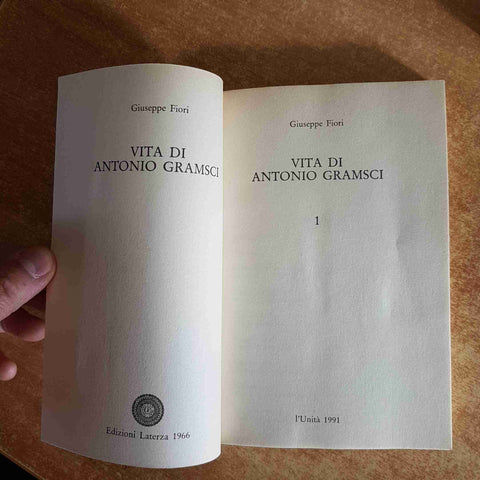 Giuseppe Fiori
VITA DI
ANTONIO GRAMSCI
Edizioni Laterza 1966
Giuseppe Fiori
VITA DI
ANTONIO GRAMSCI
1
l'Unità 1991